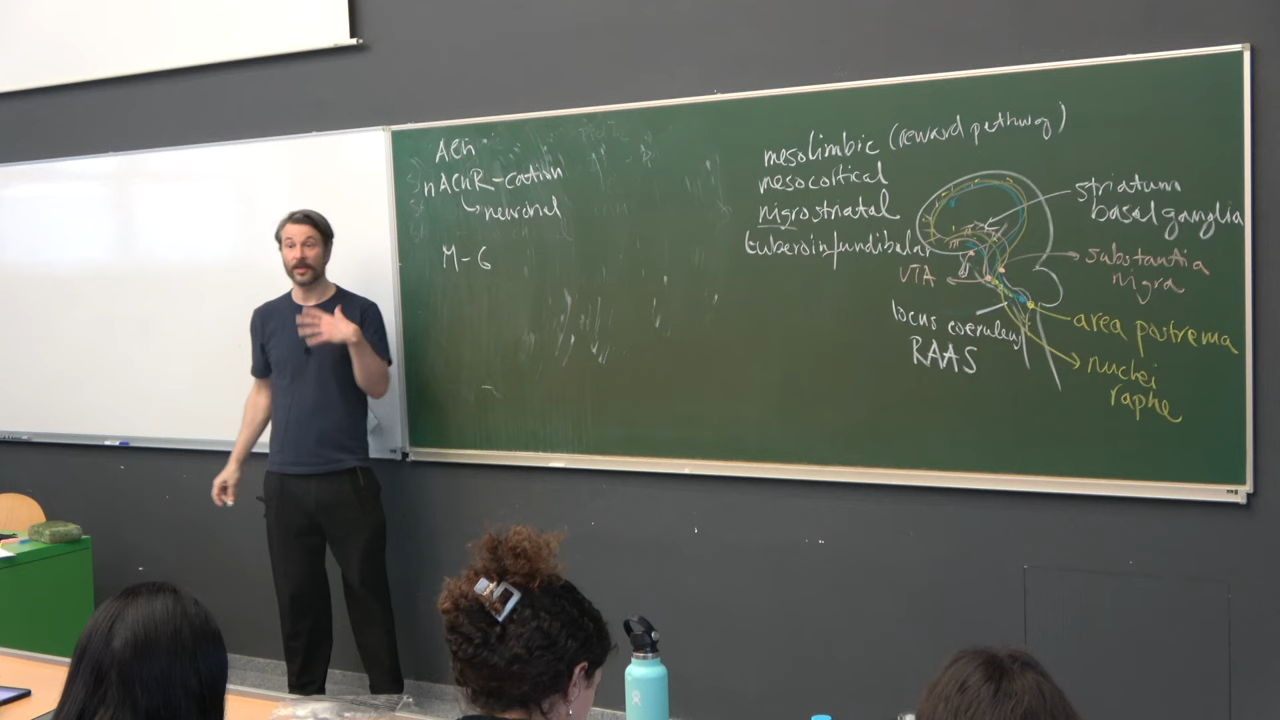 ACh
nAChR-cation
neuronal
M-G
mesolimbic (reward pathway)
mesocortical
nigrostriatal
tuberoinfundibular
striatum
basal ganglia
substantia
nigra
VTA
locus coeruleus
RAAS
area postrema
nuclei
raphe